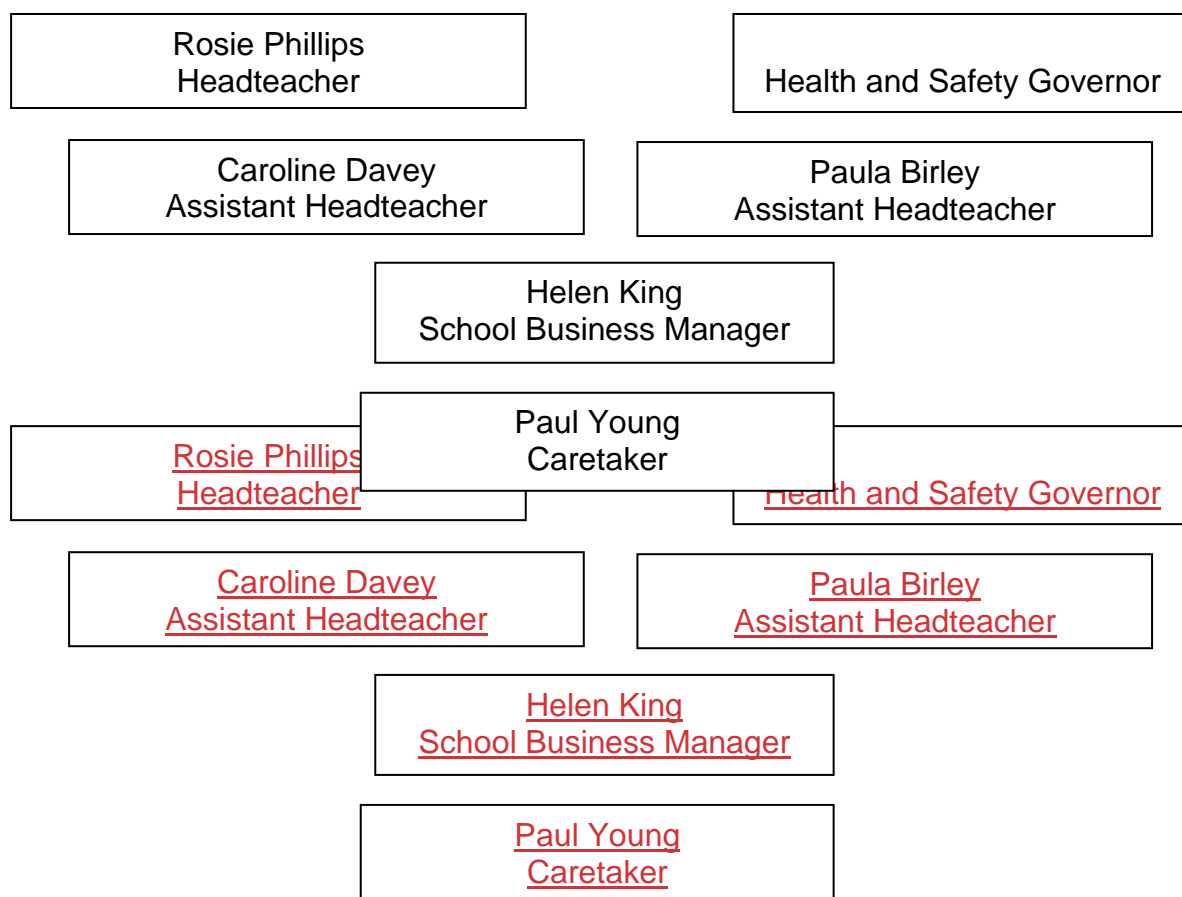 Rosie Phillips
Headteacher
Health and Safety Governor
Caroline Davey
Assistant Headteacher
Paula Birley
Assistant Headteacher
Helen King
School Business Manager
Paul Young
Caretaker
Rosie Phillips
Headteacher
Health and Safety Governor
Caroline Davey
Assistant Headteacher
Paula Birley
Assistant Headteacher
Helen King
School Business Manager
Paul Young
Caretaker